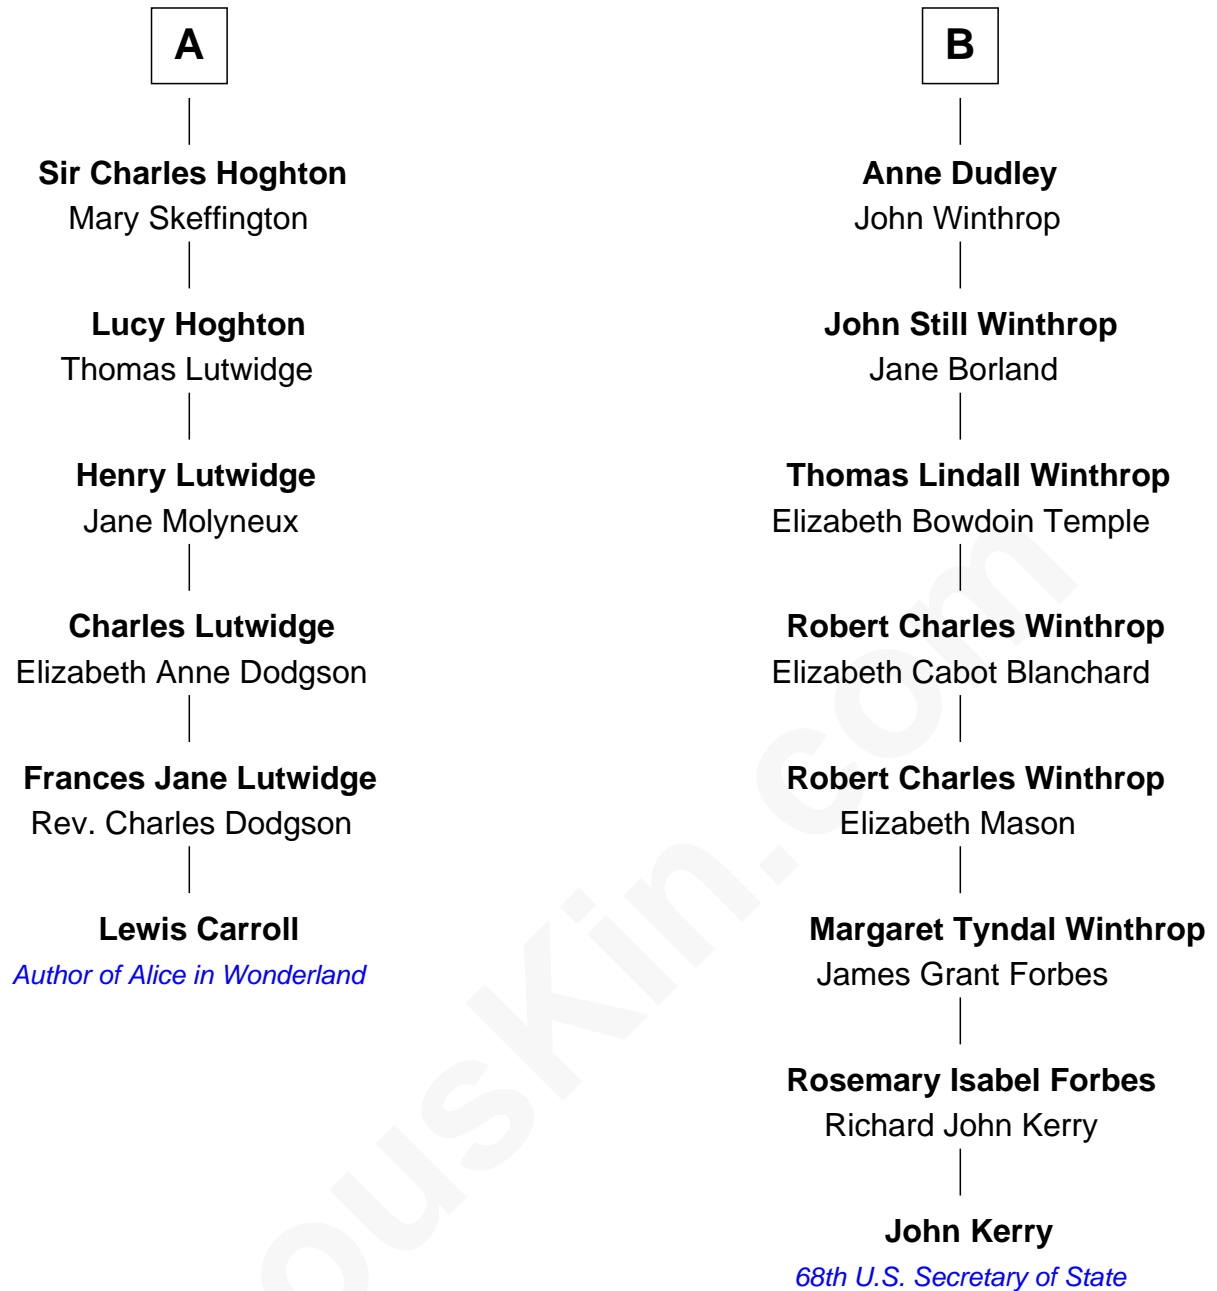 A
Sir Charles Hoghton
Mary Skeffington
Lucy Hoghton
Thomas Lutwidge
Henry Lutwidge
Jane Molyneux
Charles Lutwidge
Elizabeth Anne Dodgson
Frances Jane Lutwidge
Rev. Charles Dodgson
Lewis Carroll
Author of Alice in Wonderland
B
Anne Dudley
John Winthrop
John Still Winthrop
Jane Borland
Thomas Lindall Winthrop
Elizabeth Bowdoin Temple
Robert Charles Winthrop
Elizabeth Cabot Blanchard
Robert Charles Winthrop
Elizabeth Mason
Margaret Tyndal Winthrop
James Grant Forbes
Rosemary Isabel Forbes
Richard John Kerry
John Kerry
68th U.S. Secretary of State
ousKin.com